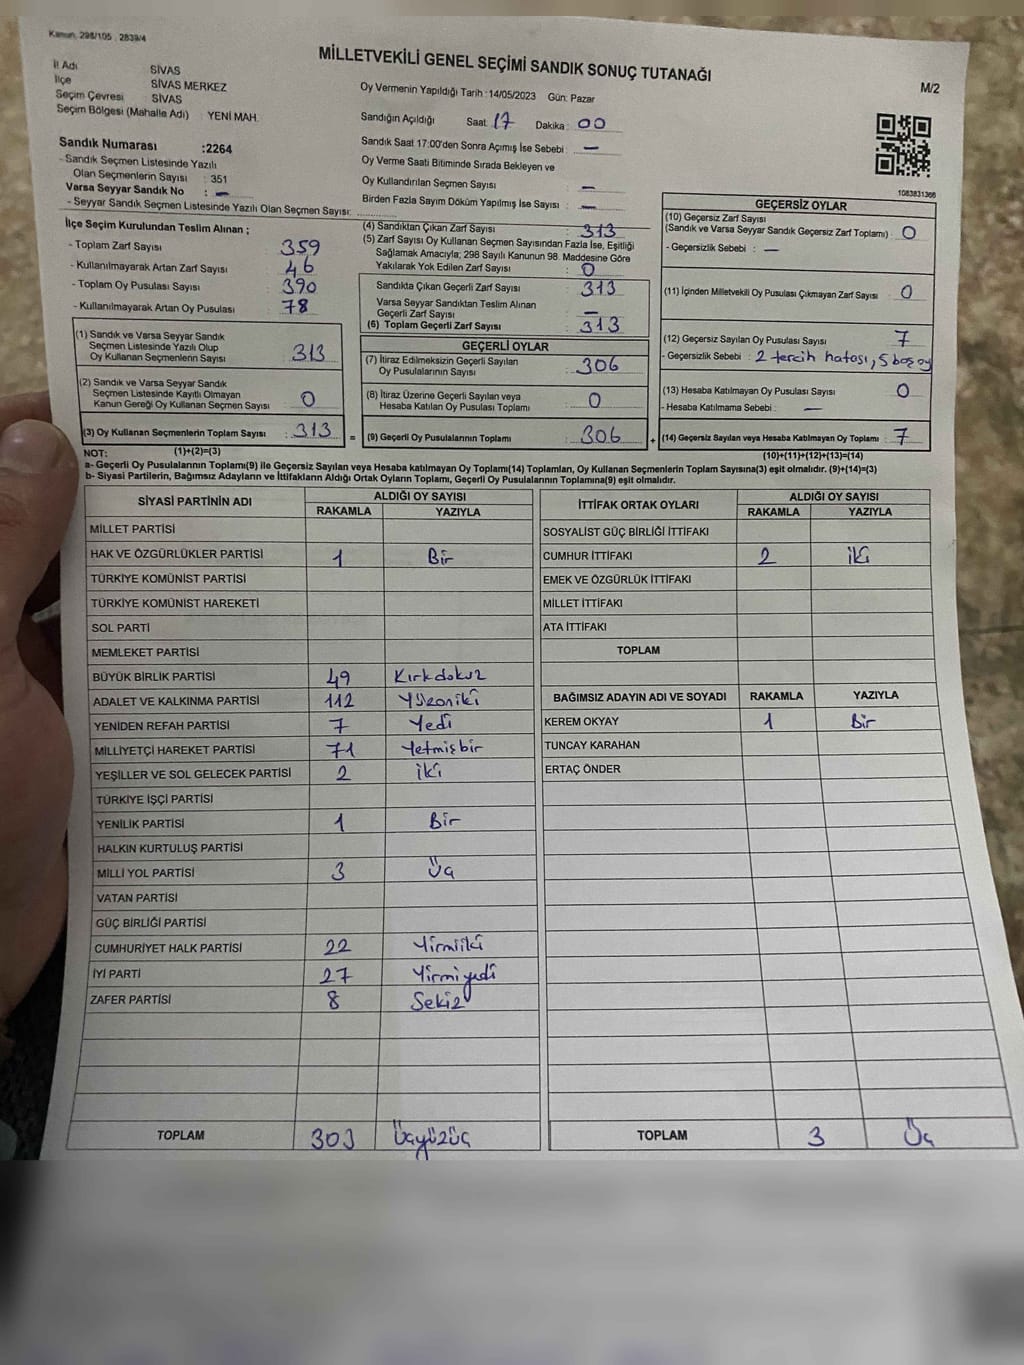 Kanun, 298/105 , 2839/4
MİLLETVEKİLİ GENEL SEÇİMİ SANDIK SONUÇ TUTANAĞI
M/2
İl Adı SİVAS
İlçe SİVAS MERKEZ
Seçim Çevresi SİVAS
Seçim Bölgesi (Mahalle Adı) : YENİ MAH.
Oy Vermenin Yapıldığı Tarih :14/05/2023 Gün: Pazar
Sandığın Açıldığı Saat: 17 Dakika : 00
Sandık Numarası :2264
- Sandık Seçmen Listesinde Yazılı
Olan Seçmenlerin Sayısı : 351
Varsa Seyyar Sandık No : -
- Seyyar Sandık Seçmen Listesinde Yazılı Olan Seçmen Sayısı:
Sandık Saat 17:00'den Sonra Açımış İse Sebebi : -
Oy Verme Saati Bitiminde Sırada Bekleyen ve
Oy Kullandırılan Seçmen Sayısı : -
Birden Fazla Sayım Döküm Yapılmış İse Sayısı : -
1083831366
İlçe Seçim Kurulundan Teslim Alınan ;
- Toplam Zarf Sayısı : 359
- Kullanılmayarak Artan Zarf Sayısı : 46
- Toplam Oy Pusulası Sayısı : 390
- Kullanılmayarak Artan Oy Pusulası : 78
(4) Sandıktan Çıkan Zarf Sayısı : 313
(5) Zarf Sayısı Oy Kullanan Seçmen Sayısından Fazla İse, Eşitliği
Sağlamak Amacıyla; 298 Sayılı Kanunun 98. Maddesine Göre
Yakılarak Yok Edilen Zarf Sayısı : 0
Sandıkta Çıkan Geçerli Zarf Sayısı : 313
Varsa Seyyar Sandıktan Teslim Alınan
Geçerli Zarf Sayısı : -
(6) Toplam Geçerli Zarf Sayısı : 313
GEÇERSİZ OYLAR
(10) Geçersiz Zarf Sayısı
(Sandık ve Varsa Seyyar Sandık Geçersiz Zarf Toplamı) : 0
- Geçersizlik Sebebi : -
(11) İçinden Milletvekili Oy Pusulası Çıkmayan Zarf Sayısı : 0
(12) Geçersiz Sayılan Oy Pusulası Sayısı : 7
- Geçersizlik Sebebi : 2 tercih hatası, 5 boş oy
(13) Hesaba Katılmayan Oy Pusulası Sayısı : 0
- Hesaba Katılmama Sebebi : -
(1) Sandık ve Varsa Seyyar Sandık
Seçmen Listesinde Yazılı Olup
Oy Kullanan Seçmenlerin Sayısı : 313
(2) Sandık ve Varsa Seyyar Sandık
Seçmen Listesinde Kayıtlı Olmayan
Kanun Gereği Oy Kullanan Seçmen Sayısı : 0
GEÇERLİ OYLAR
(7) İtiraz Edilmeksizin Geçerli Sayılan
Oy Pusulalarının Sayısı : 306
(8) İtiraz Üzerine Geçerli Sayılan veya
Hesaba Katılan Oy Pusulası Toplamı : 0
(3) Oy Kullanan Seçmenlerin Toplam Sayısı : 313 = (9) Geçerli Oy Pusulalarının Toplamı : 306 + (14) Geçersiz Sayılan veya Hesaba Katılmayan Oy Toplamı : 7
NOT: (1)+(2)=(3) (10)+(11)+(12)+(13)=(14)
a- Geçerli Oy Pusulalarının Toplamı(9) ile Geçersiz Sayılan veya Hesaba katılmayan Oy Toplamı(14) Toplamları, Oy Kullanan Seçmenlerin Toplam Sayısına(3) eşit olmalıdır. (9)+(14)=(3)
b- Siyasi Partilerin, Bağımsız Adayların ve İttifakların Aldığı Ortak Oyların Toplamı, Geçerli Oy Pusulalarının Toplamına(9) eşit olmalıdır.
SİYASİ PARTİNİN ADI ALDIĞI OY SAYISI
RAKAMLA YAZIYLA
MİLLET PARTİSİ
HAK VE ÖZGÜRLÜKLER PARTİSİ 1 Bir
TÜRKİYE KOMÜNİST PARTİSİ
TÜRKİYE KOMÜNİST HAREKETİ
SOL PARTİ
MEMLEKET PARTİSİ
BÜYÜK BİRLİK PARTİSİ 49 Kırkdokuz
ADALET VE KALKINMA PARTİSİ 112 Yüzoniki
YENİDEN REFAH PARTİSİ 7 Yedi
MİLLİYETÇİ HAREKET PARTİSİ 71 Yetmişbir
YEŞİLLER VE SOL GELECEK PARTİSİ 2 İki
TÜRKİYE İŞÇİ PARTİSİ
YENİLİK PARTİSİ 1 Bir
HALKIN KURTULUŞ PARTİSİ
MİLLİ YOL PARTİSİ 3 Üç
VATAN PARTİSİ
GÜÇ BİRLİĞİ PARTİSİ
CUMHURİYET HALK PARTİSİ 22 Yirmiiki
İYİ PARTİ 27 Yirmiyedi
ZAFER PARTİSİ 8 Sekiz
TOPLAM 303 Üçyüzüç
İTTİFAK ORTAK OYLARI ALDIĞI OY SAYISI
RAKAMLA YAZIYLA
SOSYALİST GÜÇ BİRLİĞİ İTTİFAKI
CUMHUR İTTİFAKI 2 İki
EMEK VE ÖZGÜRLÜK İTTİFAKI
MİLLET İTTİFAKI
ATA İTTİFAKI
TOPLAM
BAĞIMSIZ ADAYIN ADI VE SOYADI RAKAMLA YAZIYLA
KEREM OKYAY 1 Bir
TUNCAY KARAHAN
ERTAÇ ÖNDER
TOPLAM 3 Üç